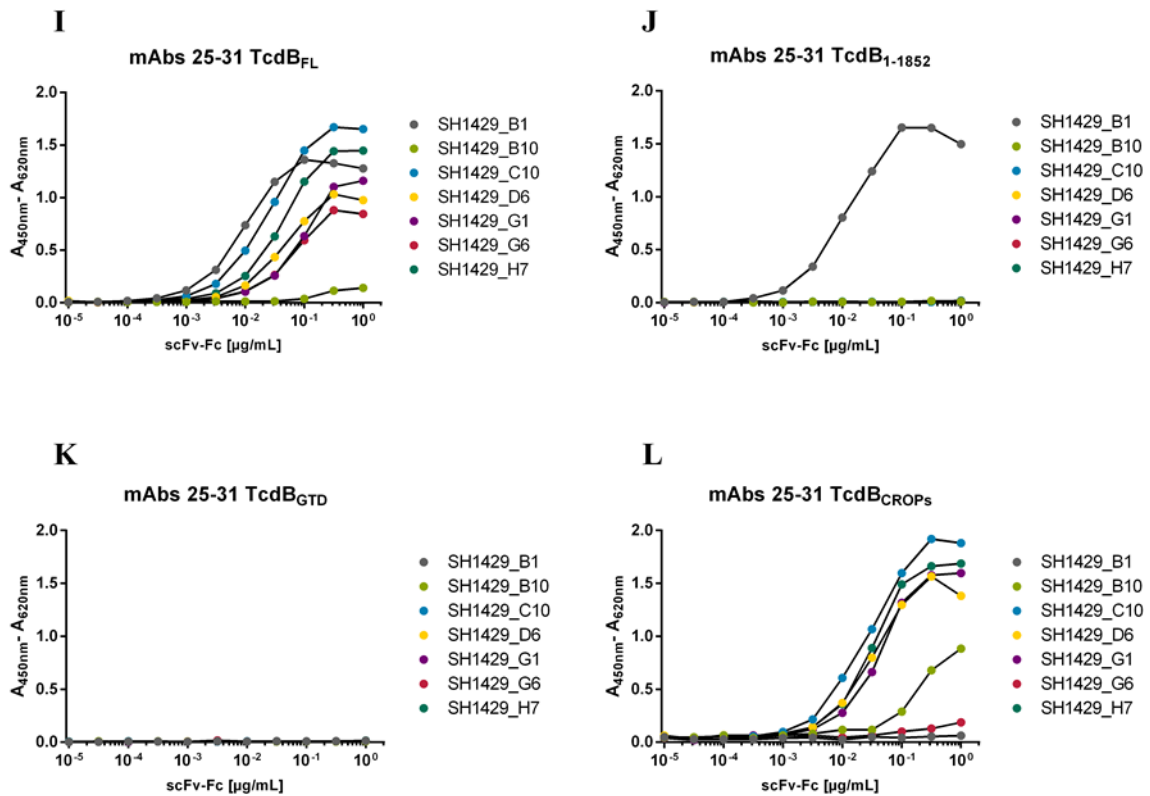 I
mAbs 25-31 TcdBFL
A450nm- A620nm
2.0
1.5
1.0
0.5
0.0
10-5 10-4 10-3 10-2 10-1 100
scFv-Fc [µg/mL]
SH1429_B1
SH1429_B10
SH1429_C10
SH1429_D6
SH1429_G1
SH1429_G6
SH1429_H7
J
mAbs 25-31 TcdB1-1852
A450nm- A620nm
2.0
1.5
1.0
0.5
0.0
10-5 10-4 10-3 10-2 10-1 100
scFv-Fc [µg/mL]
SH1429_B1
SH1429_B10
SH1429_C10
SH1429_D6
SH1429_G1
SH1429_G6
SH1429_H7
K
mAbs 25-31 TcdBGTD
A450nm- A620nm
2.0
1.5
1.0
0.5
0.0
10-5 10-4 10-3 10-2 10-1 100
scFv-Fc [µg/mL]
SH1429_B1
SH1429_B10
SH1429_C10
SH1429_D6
SH1429_G1
SH1429_G6
SH1429_H7
L
mAbs 25-31 TcdBCROPs
A450nm- A620nm
2.0
1.5
1.0
0.5
0.0
10-5 10-4 10-3 10-2 10-1 100
scFv-Fc [µg/mL]
SH1429_B1
SH1429_B10
SH1429_C10
SH1429_D6
SH1429_G1
SH1429_G6
SH1429_H7